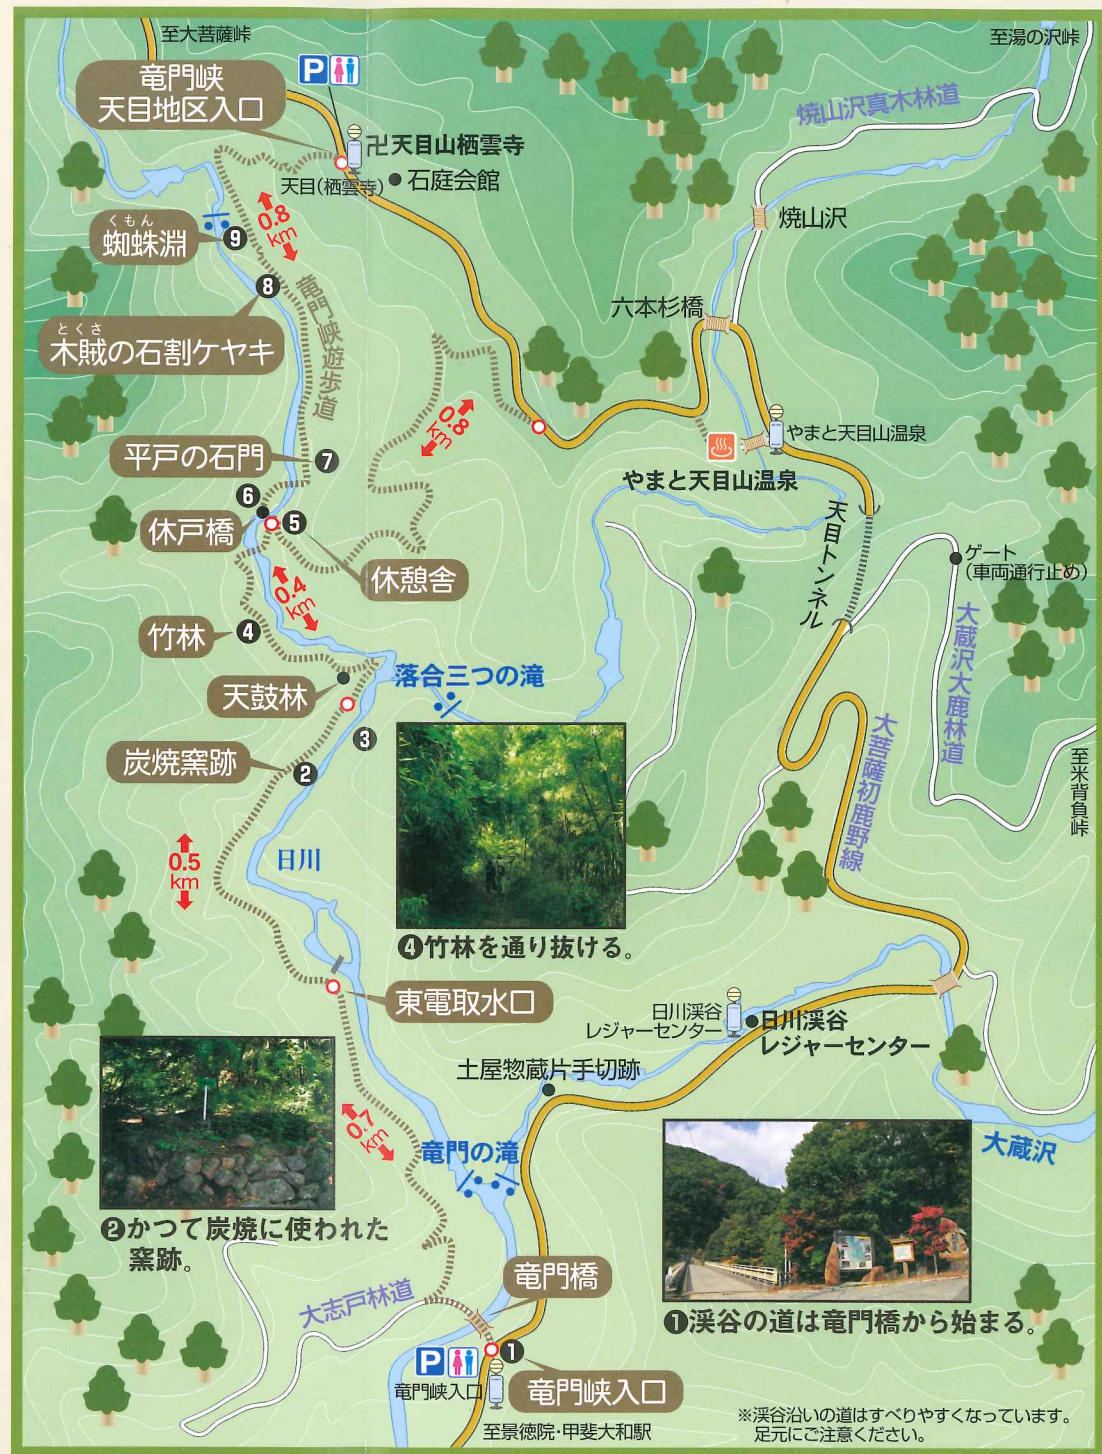 至大菩薩峠
至湯の沢峠
竜門峡
天目地区入口
P
卍天目山栖雲寺
天目(栖雲寺)
石庭会館
焼山沢真木林道
焼山沢
0.8
km
くもん
蜘蛛淵
9
8
とくさ
木賊の石割ケヤキ
竜門峡遊歩道
六本杉橋
0.8
km
やまと天目山温泉
やまと天目山温泉
平戸の石門
7
6
休戸橋
5
休憩舎
天目トンネル
ゲート
(車両通行止め)
大蔵沢大鹿林道
0.4
km
竹林
4
天鼓林
落合三つの滝
3
炭焼窯跡
2
大菩薩初鹿野線
至米背負峠
0.5
km
日川
❹竹林を通り抜ける。
東電取水口
日川渓谷
レジャーセンター
日川渓谷
レジャーセンター
土屋惣蔵片手切跡
0.7
km
竜門の滝
大蔵沢
❷かつて炭焼に使われた
窯跡。
竜門橋
大志戸林道
❶渓谷の道は竜門橋から始まる。
1
P
竜門峡入口
竜門峡入口
至景徳院・甲斐大和駅
※渓谷沿いの道はすべりやすくなっています。
足元にご注意ください。